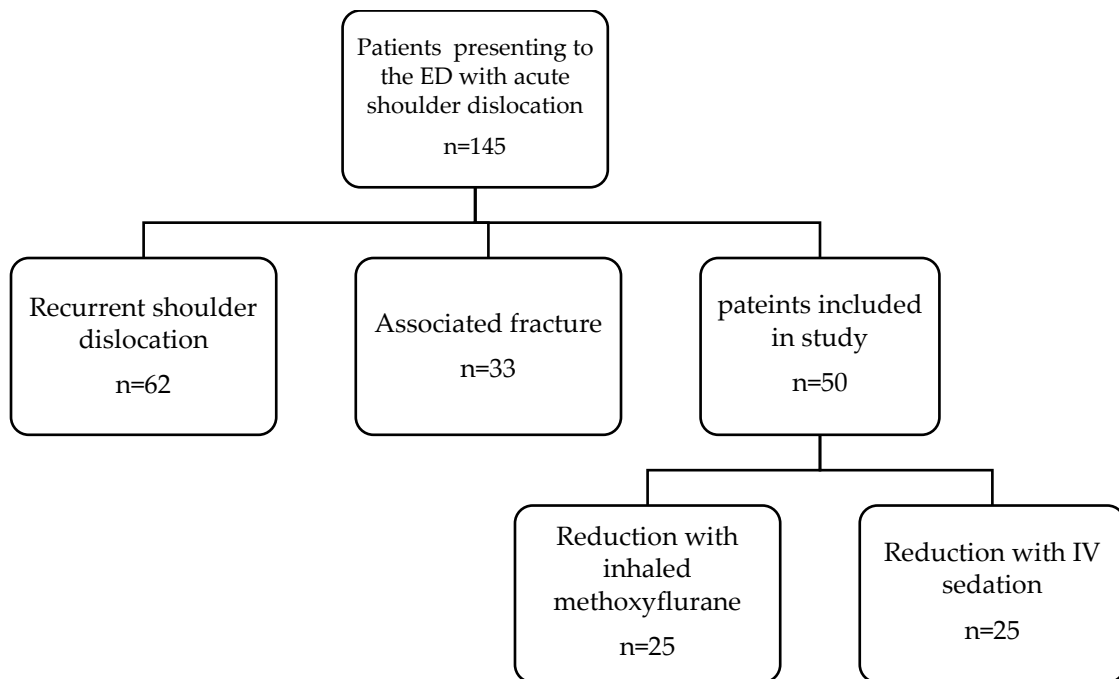 Patients presenting to
the ED with acute
shoulder dislocation
n=145
Recurrent shoulder
dislocation
n=62
Associated fracture
n=33
pateints included
in study
n=50
Reduction with
inhaled
methoxyflurane
n=25
Reduction with IV
sedation
n=25